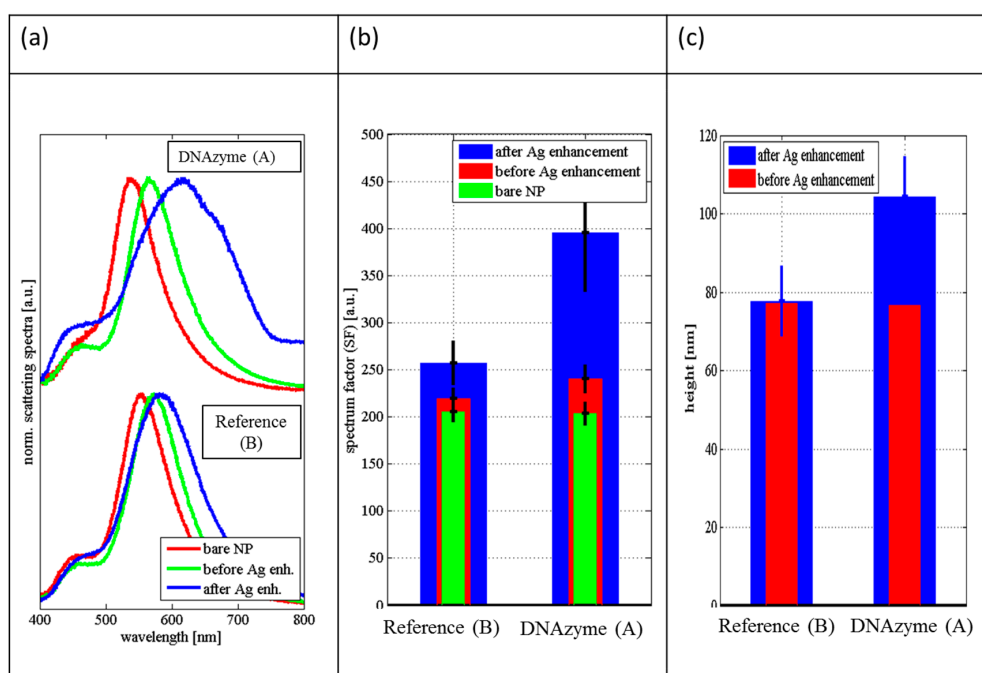 (a)
(b)
(c)
DNAzyme (A)
Reference
(B)
norm. scattering spectra [a.u.]
bare NP
before Ag enh.
after Ag enh.
400
500
600
700
800
wavelength [nm]
500
450
400
350
300
250
200
150
100
50
0
spectrum factor (SF) [a.u.]
after Ag enhancement
before Ag enhancement
bare NP
Reference (B)
DNAzyme (A)
120
100
80
60
40
20
0
height [nm]
after Ag enhancement
before Ag enhancement
Reference (B)
DNAzyme (A)